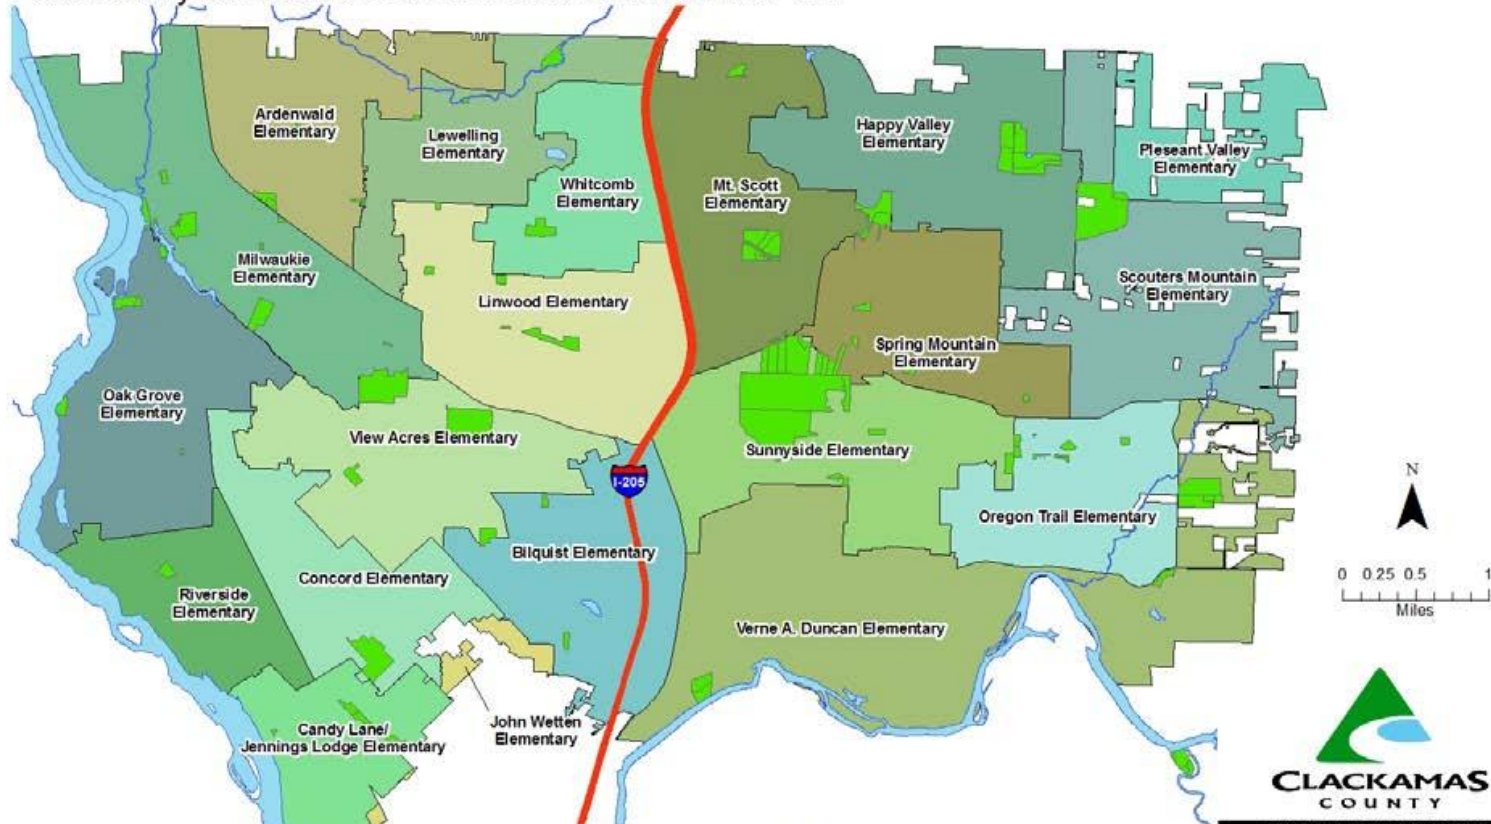 Ardenwald
Elementary
Lewelling
Elementary
Happy Valley
Elementary
Pleseant Valley
Elementary
Whitcomb
Elementary
Mt. Scott
Elementary
Milwaukie
Elementary
Linwood Elementary
Scouters Mountain
Elementary
Spring Mountain
Elementary
Oak Grove
Elementary
View Acres Elementary
Sunnyside Elementary
I-205
N
Oregon Trail Elementary
Bilquist Elementary
Concord Elementary
0 0.25 0.5 1
Miles
Riverside
Elementary
Verne A. Duncan Elementary
John Wetten
Elementary
Candy Lane/
Jennings Lodge Elementary
CLACKAMAS
COUNTY